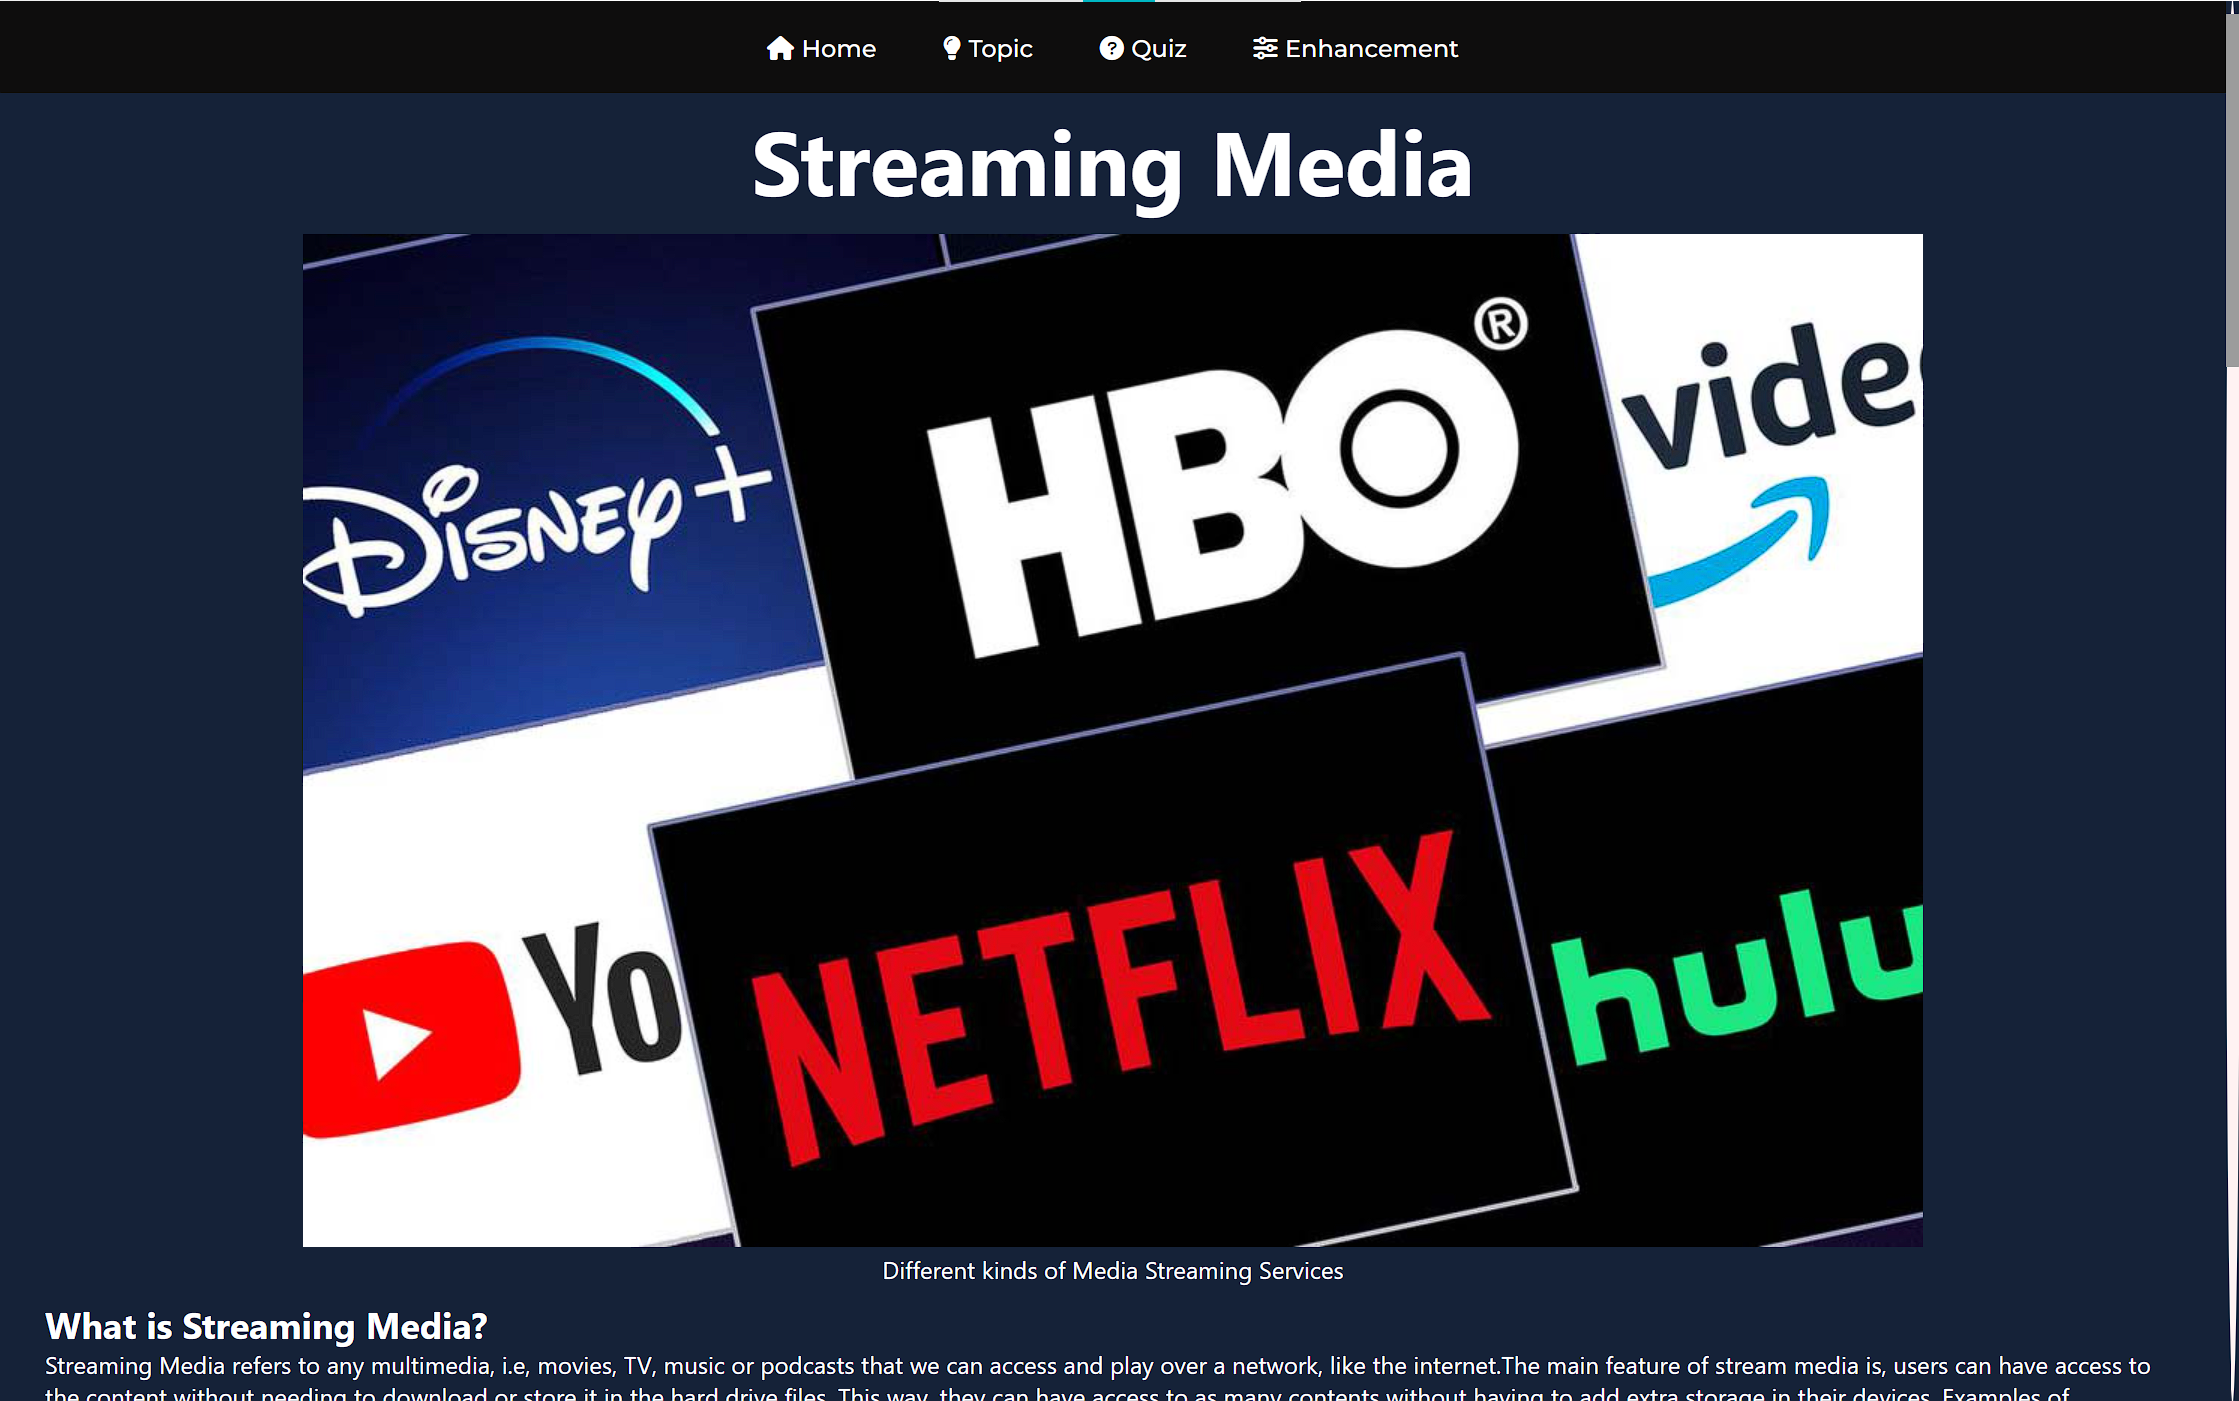 Home Topic Quiz Enhancement
Streaming Media
Disney+
HBO®
video
Yo
NETFLIX
hulu
Different kinds of Media Streaming Services
What is Streaming Media?
Streaming Media refers to any multimedia, i.e, movies, TV, music or podcasts that we can access and play over a network, like the internet.The main feature of stream media is, users can have access to
the content without needing to download or store it in the hard drive files. This way, they can have access to as many contents without having to add extra storage in their devices. Examples of